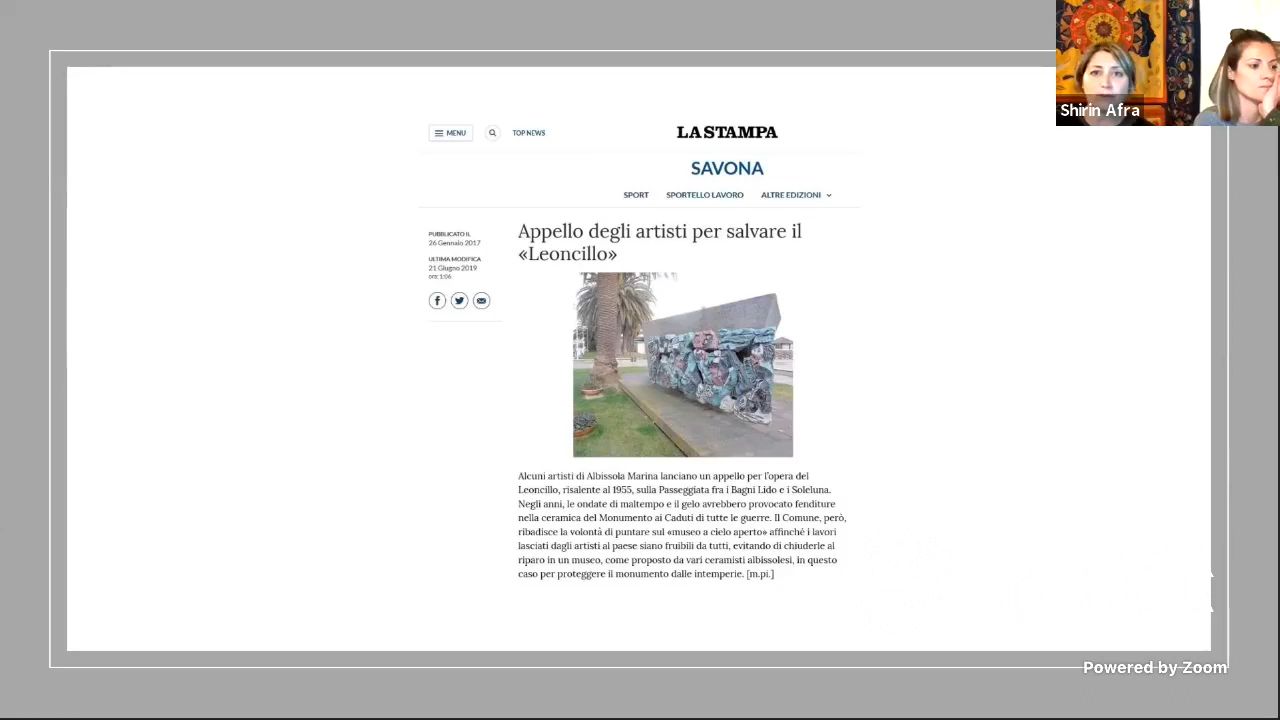 Shirin Afra
MENU
TOP NEWS
LA STAMPA
SAVONA
SPORT
SPORTELLO LAVORO
ALTRE EDIZIONI
PUBBLICATO IL
26 Gennaio 2017
ULTIMA MODIFICA
21 Giugno 2019
ore 1:06
Appello degli artisti per salvare il
«Leoncillo»
Alcuni artisti di Albissola Marina lanciano un appello per l'opera del
Leoncillo, risalente al 1955, sulla Passeggiata fra i Bagni Lido e i Soleluna.
Negli anni, le ondate di maltempo e il gelo avrebbero provocato fenditure
nella ceramica del Monumento ai Caduti di tutte le guerre. Il Comune, però,
ribadisce la volontà di puntare sul «museo a cielo aperto» affinché i lavori
lasciati dagli artisti al paese siano fruibili da tutti, evitando di chiuderle al
riparo in un museo, come proposto da vari ceramisti albissolesi, in questo
caso per proteggere il monumento dalle intemperie. [m.pi.]
Powered by Zoom